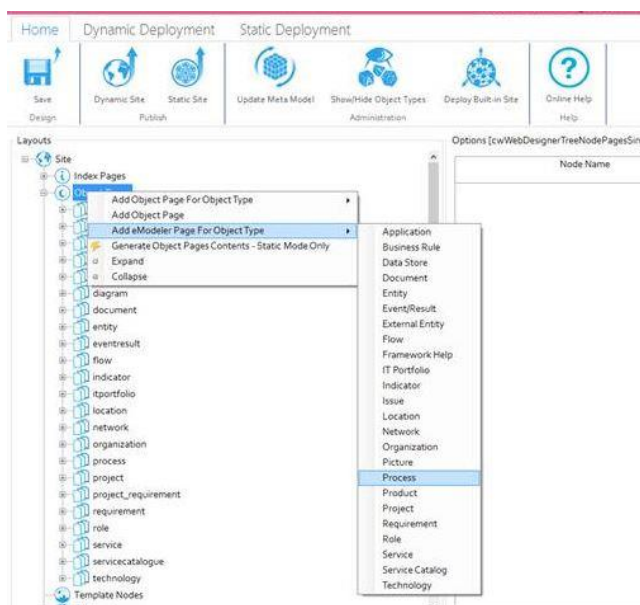 Home Dynamic Deployment Static Deployment
Save Dynamic Site Static Site Update Meta Model Show/Hide Object Types Deploy Built-in Site Online Help
Design Publish Administration Help
Layouts
Options [cwWebDesignerTreeNodePagesSin
Node Name
Site
Index Pages
Add Object Page For Object Type
Add Object Page
Add eModeler Page For Object Type
Generate Object Pages Contents - Static Mode Only
Expand
Collapse
diagram
document
entity
eventresult
flow
indicator
itportfolio
location
network
organization
process
project
project_requirement
requirement
role
service
servicecatalogue
technology
Template Nodes
Application
Business Rule
Data Store
Document
Entity
Event/Result
External Entity
Flow
Framework Help
IT Portfolio
Indicator
Issue
Location
Network
Organization
Picture
Process
Product
Project
Requirement
Role
Service
Service Catalog
Technology